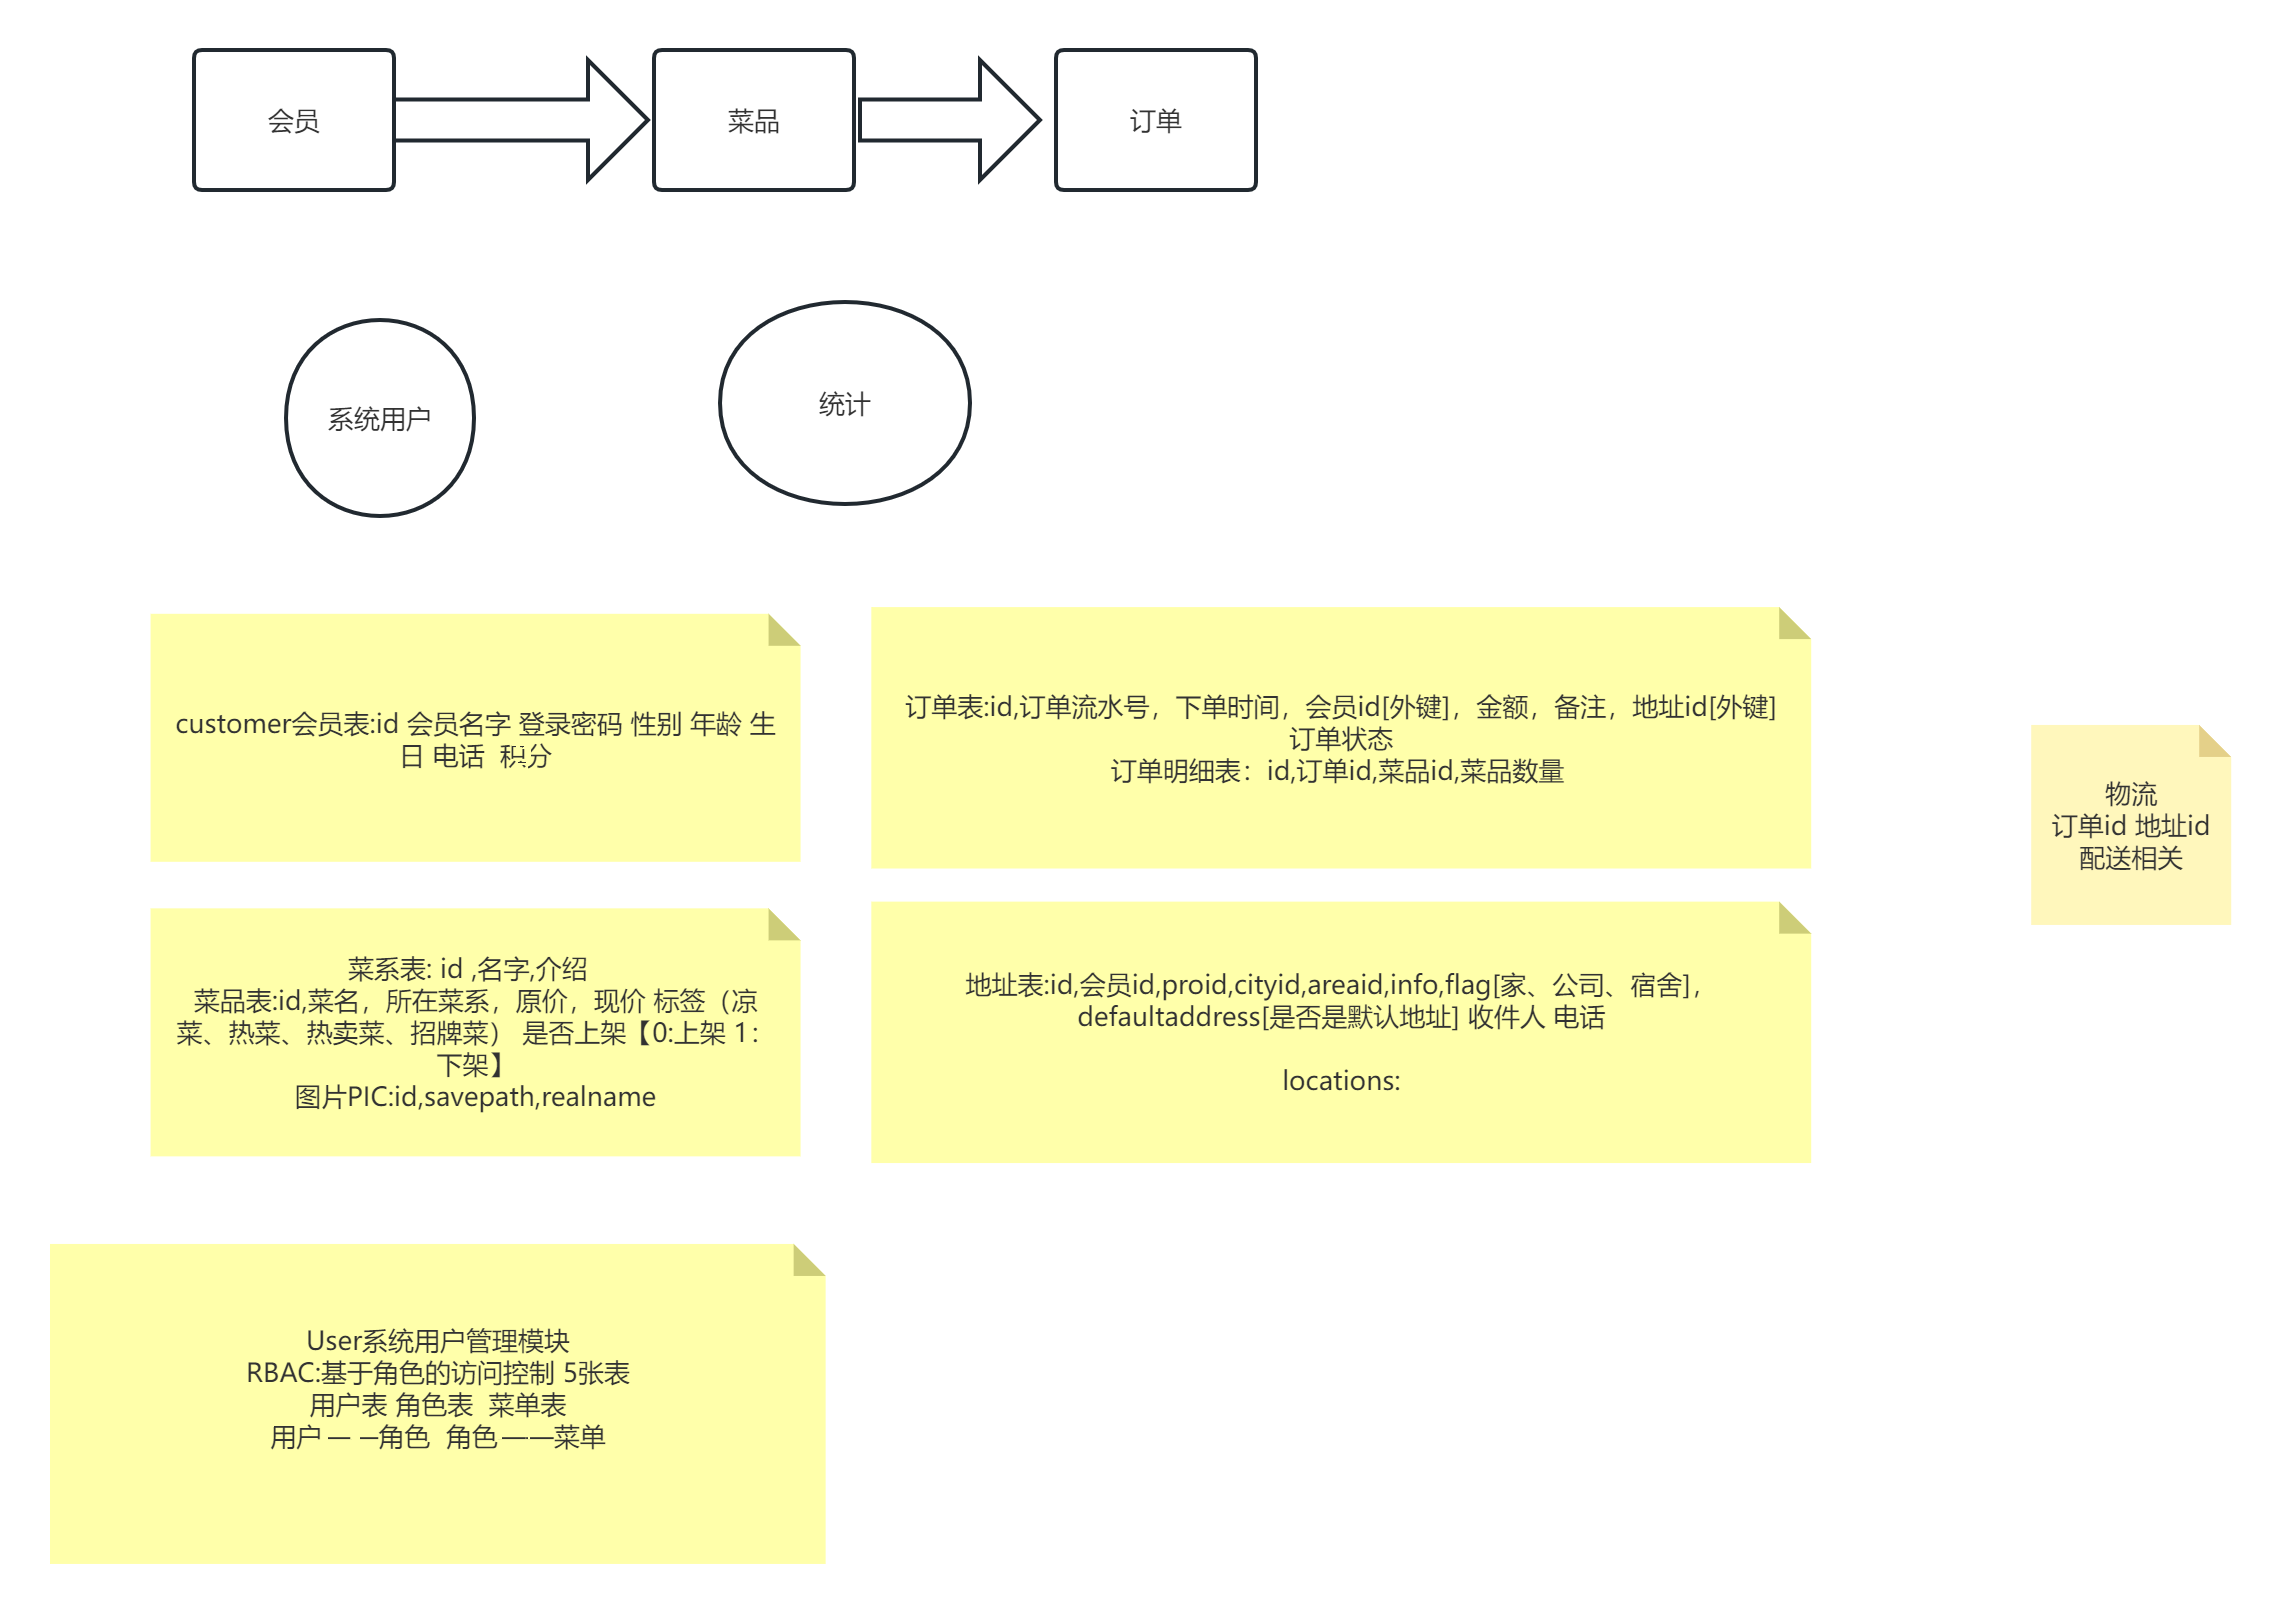 会员
菜品
订单
系统用户
统计
customer会员表:id 会员名字 登录密码 性别 年龄 生
日 电话  积分
订单表:id,订单流水号，下单时间，会员id[外键]，金额，备注，地址id[外键]
订单状态
订单明细表：id,订单id,菜品id,菜品数量
物流
订单id 地址id
配送相关
菜系表: id ,名字,介绍
菜品表:id,菜名，所在菜系，原价，现价 标签（凉
菜、热菜、热卖菜、招牌菜） 是否上架【0:上架 1：
下架】
图片PIC:id,savepath,realname
地址表:id,会员id,proid,cityid,areaid,info,flag[家、公司、宿舍]，
defaultaddress[是否是默认地址] 收件人 电话
locations:
User系统用户管理模块
RBAC:基于角色的访问控制 5张表
用户表 角色表  菜单表
用户— —角色  角色——菜单